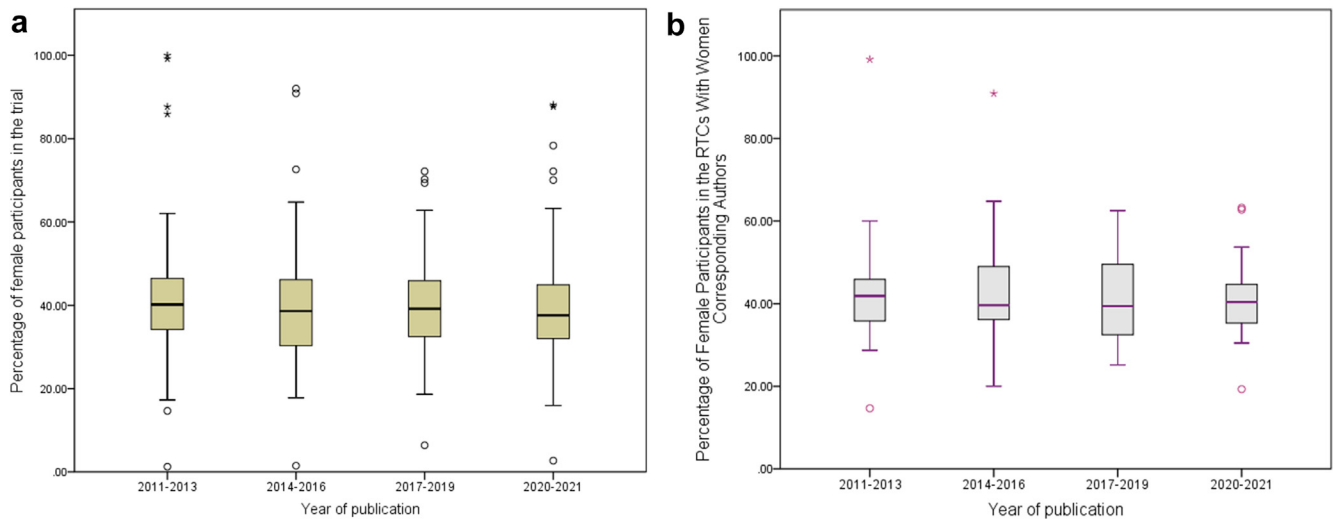 a
Percentage of female participants in the trial
100.00
80.00
60.00
40.00
20.00
.00
2011-2013 2014-2016 2017-2019 2020-2021
Year of publication
b
Percentage of Female Participants in the RTCs With Women
Corresponding Authors
100.00
80.00
60.00
40.00
20.00
.00
2011-2013 2014-2016 2017-2019 2020-2021
Year of publication